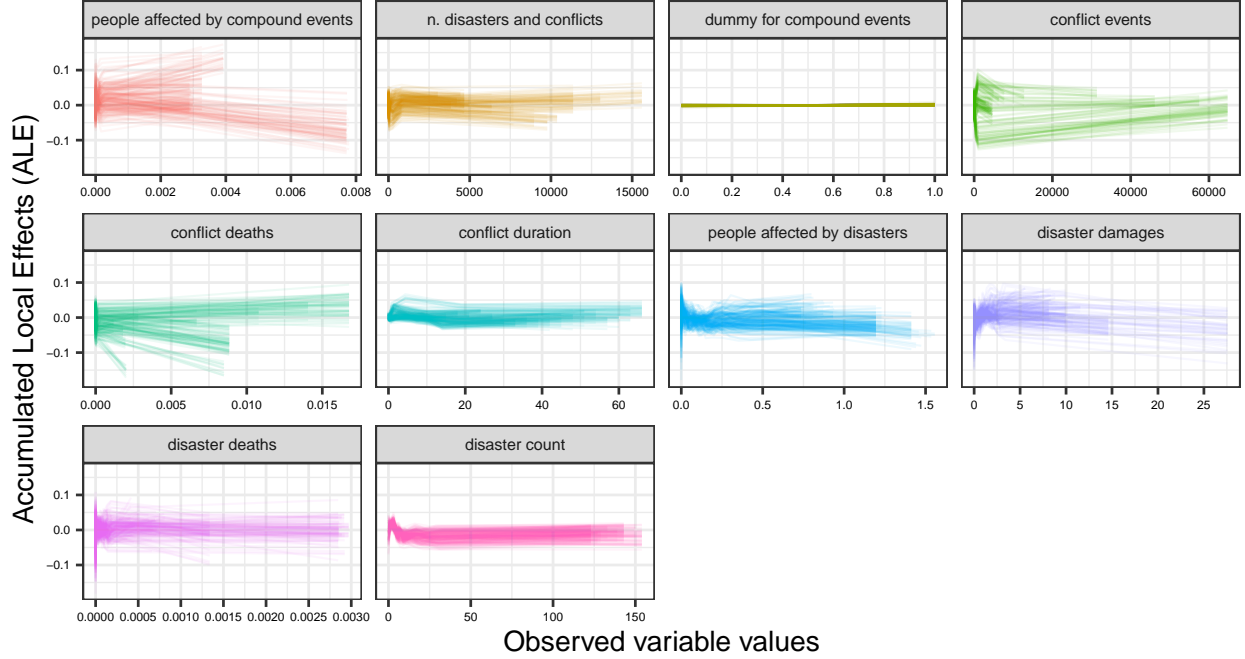 people affected by compound events
n. disasters and conflicts
dummy for compound events
conflict events
0.1
0.0
−0.1
0.000 0.002 0.004 0.006 0.008
0 5000 10000 15000
0.0 0.2 0.4 0.6 0.8 1.0
0 20000 40000 60000
Accumulated Local Effects (ALE)
conflict deaths
conflict duration
people affected by disasters
disaster damages
0.1
0.0
−0.1
0.000 0.005 0.010 0.015
0 20 40 60
0.0 0.5 1.0 1.5
0 5 10 15 20 25
disaster deaths
disaster count
0.1
0.0
−0.1
0.0000 0.0005 0.0010 0.0015 0.0020 0.0025 0.0030
0 50 100 150
Observed variable values